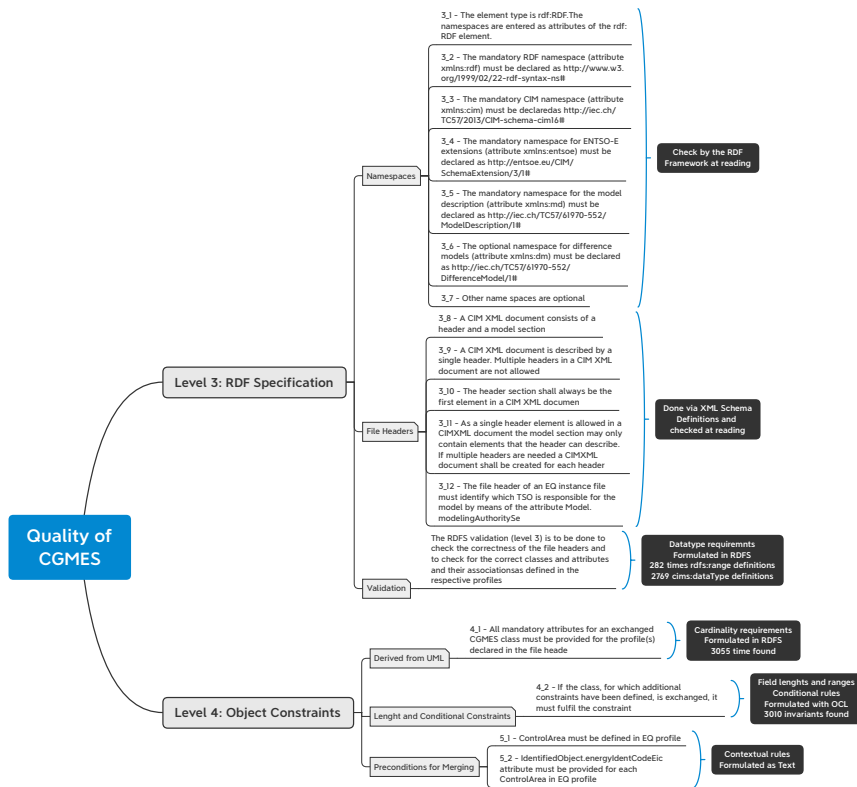 3_1 - The element type is rdf:RDF.The
namespaces are entered as attributes of the rdf:
RDF element.
3_2 - The mandatory RDF namespace (attribute
xmlns:rdf) must be declared as http://www.w3.
org/1999/02/22-rdf-syntax-ns#
3_3 - The mandatory CIM namespace (attribute
xmlns:cim) must be declaredas http://iec.ch/
TC57/2013/CIM-schema-cim16#
3_4 - The mandatory namespace for ENTSO-E
extensions (attribute xmlns:entsoe) must be
declared as http://entsoe.eu/CIM/
SchemaExtension/3/1#
3_5 - The mandatory namespace for the model
description (attribute xmlns:md) must be
declared as http://iec.ch/TC57/61970-552/
ModelDescription/1#
3_6 - The optional namespace for difference
models (attribute xmlns:dm) must be declared
as http://iec.ch/TC57/61970-552/
DifferenceModel/1#
3_7 - Other name spaces are optional
Namespaces
Check by the RDF
Framework at reading
3_8 - A CIM XML document consists of a
header and a model section
3_9 - A CIM XML document is described by a
single header. Multiple headers in a CIM XML
document are not allowed
3_10 - The header section shall always be the
first element in a CIM XML documen
3_11 - As a single header element is allowed in a
CIMXML document the model section may only
contain elements that the header can describe.
If multiple headers are needed a CIMXML
document shall be created for each header
3_12 - The file header of an EQ instance file
must identify which TSO is responsible for the
model by means of the attribute Model.
modelingAuthoritySe
Level 3: RDF Specification
File Headers
Done via XML Schema
Definitions and
checked at reading
The RDFS validation (level 3) is to be done to
check the correctness of the file headers and
to check for the correct classes and attributes
and their associationsas defined in the
respective profiles
Validation
Datatype requiremnts
Formulated in RDFS
282 times rdfs:range definitions
2769 cims:dataType definitions
Quality of
CGMES
4_1 - All mandatory attributes for an exchanged
CGMES class must be provided for the profile(s)
declared in the file heade
Derived from UML
Cardinality requirements
Formulated in RDFS
3055 time found
Level 4: Object Constraints
4_2 - If the class, for which additional
constraints have been defined, is exchanged, it
must fulfil the constraint
Lenght and Conditional Constraints
Field lenghts and ranges
Conditional rules
Formulated with OCL
3010 invariants found
5_1 - ControlArea must be defined in EQ profile
5_2 - IdentifiedObject.energyIdentCodeEic
attribute must be provided for each
ControlArea in EQ profile
Preconditions for Merging
Contextual rules
Formulated as Text